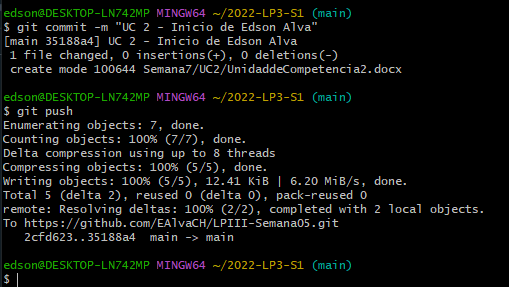 edson@DESKTOP-LN742MP MINGW64 ~/2022-LP3-S1 (main)
$ git commit -m "UC 2 - Inicio de Edson Alva"
[main 35188a4] UC 2 - Inicio de Edson Alva
 1 file changed, 0 insertions(+), 0 deletions(-)
 create mode 100644 Semana7/UC2/UnidaddeCompetencia2.docx

edson@DESKTOP-LN742MP MINGW64 ~/2022-LP3-S1 (main)
$ git push
Enumerating objects: 7, done.
Counting objects: 100% (7/7), done.
Delta compression using up to 8 threads
Compressing objects: 100% (5/5), done.
Writing objects: 100% (5/5), 12.41 KiB | 6.20 MiB/s, done.
Total 5 (delta 2), reused 0 (delta 0), pack-reused 0
remote: Resolving deltas: 100% (2/2), completed with 2 local objects.
To https://github.com/EAlvaCH/LPIII-Semana05.git
   2cfd623..35188a4  main -> main

edson@DESKTOP-LN742MP MINGW64 ~/2022-LP3-S1 (main)
$